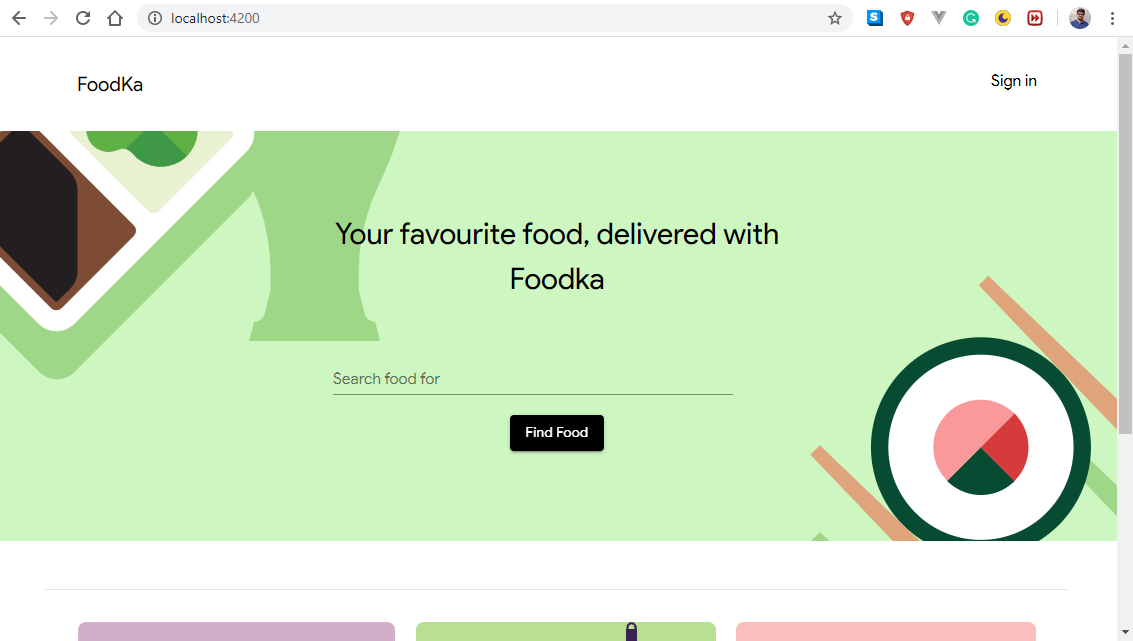 localhost:4200
FoodKa
Sign in
Your favourite food, delivered with
Foodka
Search food for
Find Food